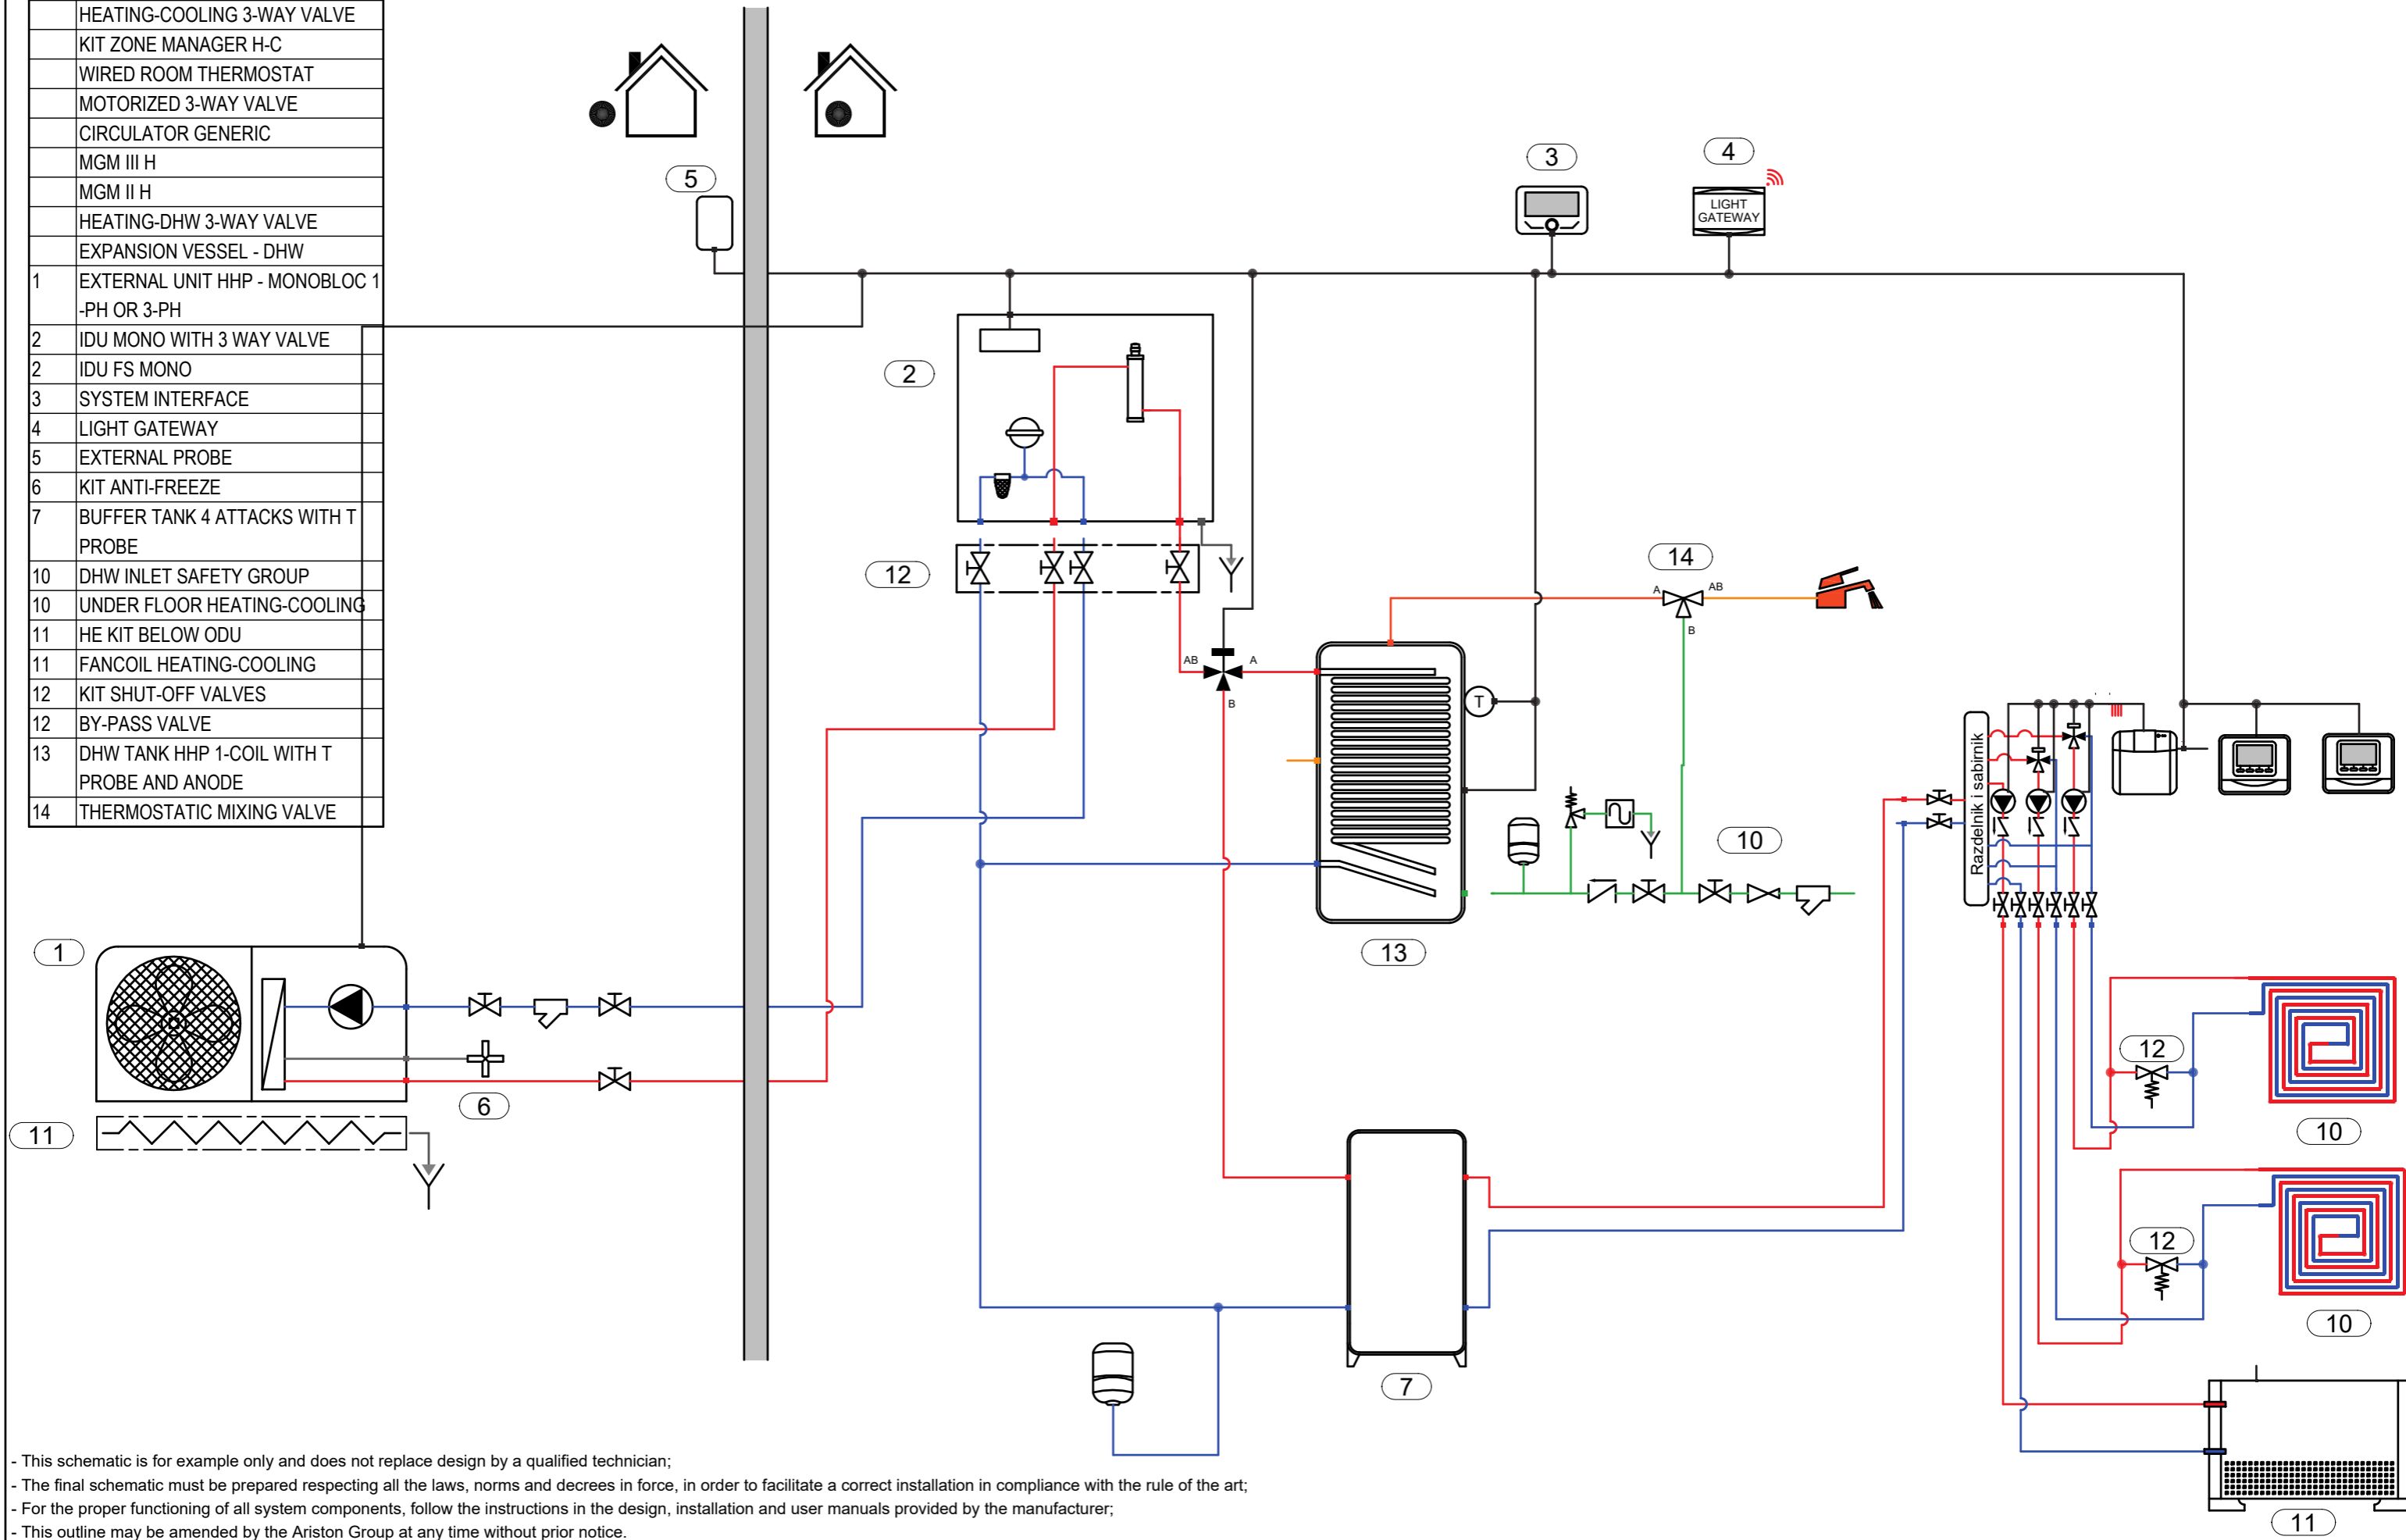 HEATING-COOLING 3-WAY VALVE
KIT ZONE MANAGER H-C
WIRED ROOM THERMOSTAT
MOTORIZED 3-WAY VALVE
CIRCULATOR GENERIC
MGM III H
MGM II H
HEATING-DHW 3-WAY VALVE
EXPANSION VESSEL - DHW
1 EXTERNAL UNIT HHP - MONOBLOC 1
-PH OR 3-PH
2 IDU MONO WITH 3 WAY VALVE
2 IDU FS MONO
3 SYSTEM INTERFACE
4 LIGHT GATEWAY
5 EXTERNAL PROBE
6 KIT ANTI-FREEZE
7 BUFFER TANK 4 ATTACKS WITH T
PROBE
10 DHW INLET SAFETY GROUP
10 UNDER FLOOR HEATING-COOLING
11 HE KIT BELOW ODU
11 FANCOIL HEATING-COOLING
12 KIT SHUT-OFF VALVES
12 BY-PASS VALVE
13 DHW TANK HHP 1-COIL WITH T
PROBE AND ANODE
14 THERMOSTATIC MIXING VALVE
5
3
4
LIGHT
GATEWAY
2
12
14
A
AB
B
AB
A
B
T
10
13
Razdelnik i sabirnik
1
6
11
12
10
12
10
7
11
- This schematic is for example only and does not replace design by a qualified technician;
- The final schematic must be prepared respecting all the laws, norms and decrees in force, in order to facilitate a correct installation in compliance with the rule of the art;
- For the proper functioning of all system components, follow the instructions in the design, installation and user manuals provided by the manufacturer;
- This outline may be amended by the Ariston Group at any time without prior notice.